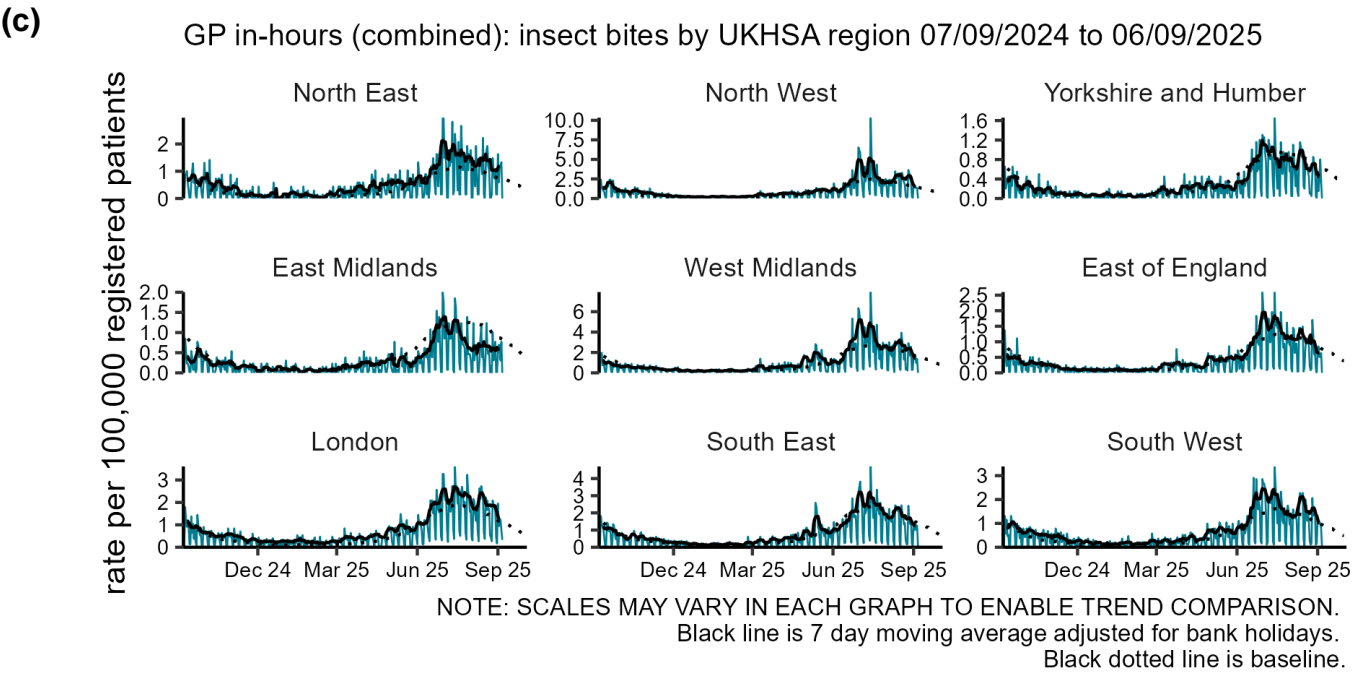 (c)
GP in-hours (combined): insect bites by UKHSA region 07/09/2024 to 06/09/2025
rate per 100,000 registered patients
North East
2
1
0
North West
10.0
7.5
5.0
2.5
0.0
Yorkshire and Humber
1.6
1.2
0.8
0.4
0.0
East Midlands
2.0
1.5
1.0
0.5
0.0
West Midlands
6
4
2
0
East of England
2.5
2.0
1.5
1.0
0.5
0.0
London
3
2
1
0
Dec 24 Mar 25 Jun 25 Sep 25
South East
4
3
2
1
0
Dec 24 Mar 25 Jun 25 Sep 25
South West
3
2
1
0
Dec 24 Mar 25 Jun 25 Sep 25
NOTE: SCALES MAY VARY IN EACH GRAPH TO ENABLE TREND COMPARISON.
Black line is 7 day moving average adjusted for bank holidays.
Black dotted line is baseline.